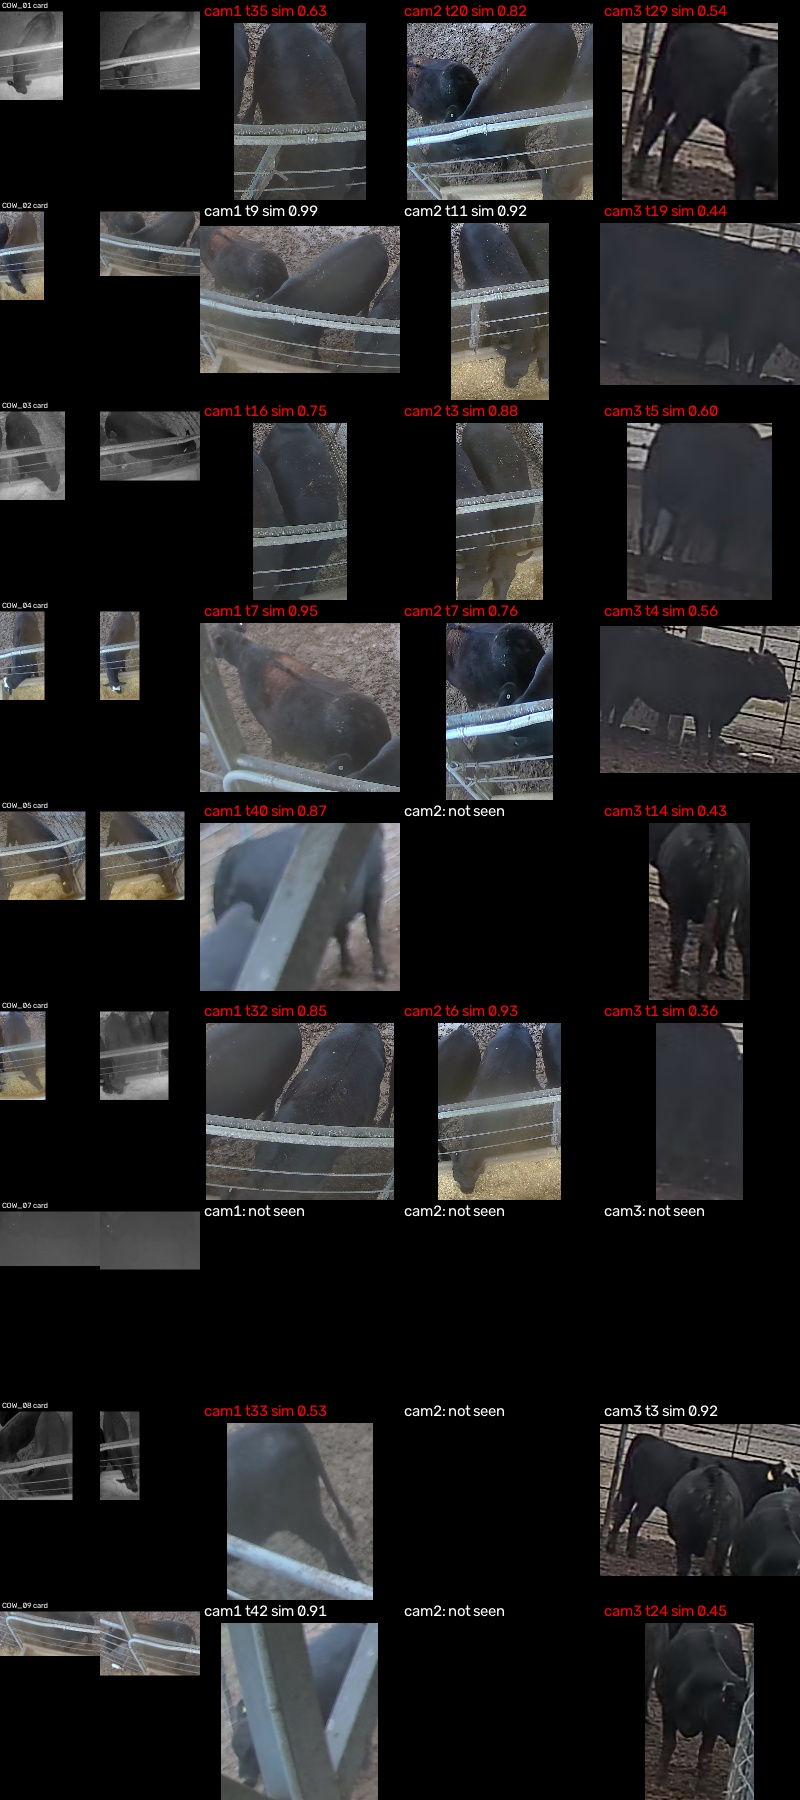 COW_01 card
cam1 t35 sim 0.63
cam2 t20 sim 0.82
cam3 t29 sim 0.54
COW_02 card
cam1 t9 sim 0.99
cam2 t11 sim 0.92
cam3 t19 sim 0.44
COW_03 card
cam1 t16 sim 0.75
cam2 t3 sim 0.88
cam3 t5 sim 0.60
COW_04 card
cam1 t7 sim 0.95
cam2 t7 sim 0.76
cam3 t4 sim 0.56
COW_05 card
cam1 t40 sim 0.87
cam2: not seen
cam3 t14 sim 0.43
COW_06 card
cam1 t32 sim 0.85
cam2 t6 sim 0.93
cam3 t1 sim 0.36
COW_07 card
cam1: not seen
cam2: not seen
cam3: not seen
COW_08 card
cam1 t33 sim 0.53
cam2: not seen
cam3 t3 sim 0.92
COW_09 card
cam1 t42 sim 0.91
cam2: not seen
cam3 t24 sim 0.45